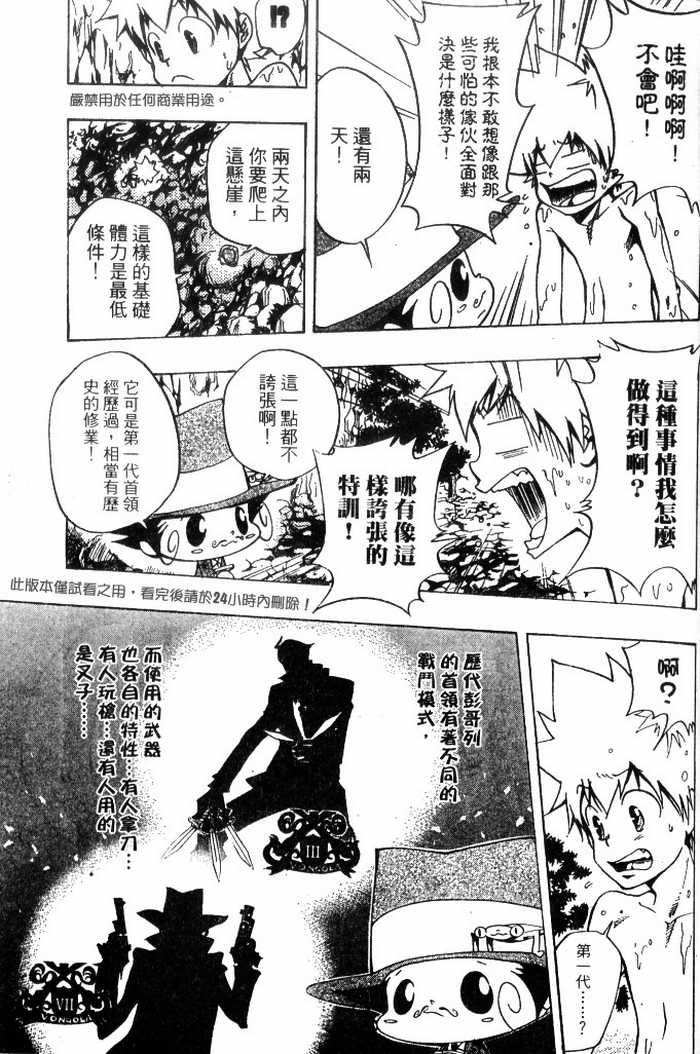 哇啊啊啊!
不會吧!
我根本不敢想像跟那
些可怕的傢伙全面對
決是什麼樣子!
還有兩
天!
!?
嚴禁用於任何商業用途。
兩天之內
你要爬上
這懸崖,
這樣的基礎
體力是最低
條件!
這種事情我怎麼
做得到啊?
哪有像這
樣誇張的
特訓!
這一點都不
誇張啊!
它可是第一代首領
經歷過,相當有歷
史的修業!
此版本僅試看之用,看完後請於24小時內刪除!
啊?
第一代……?
歷代彭哥列
的首領有著不同的
戰鬥模式,
而使用的武器
也各自的特性…有人拿刀…
有人玩槍…還有人用的
是叉子……
III
VONGOLA
VII
VONGOLA